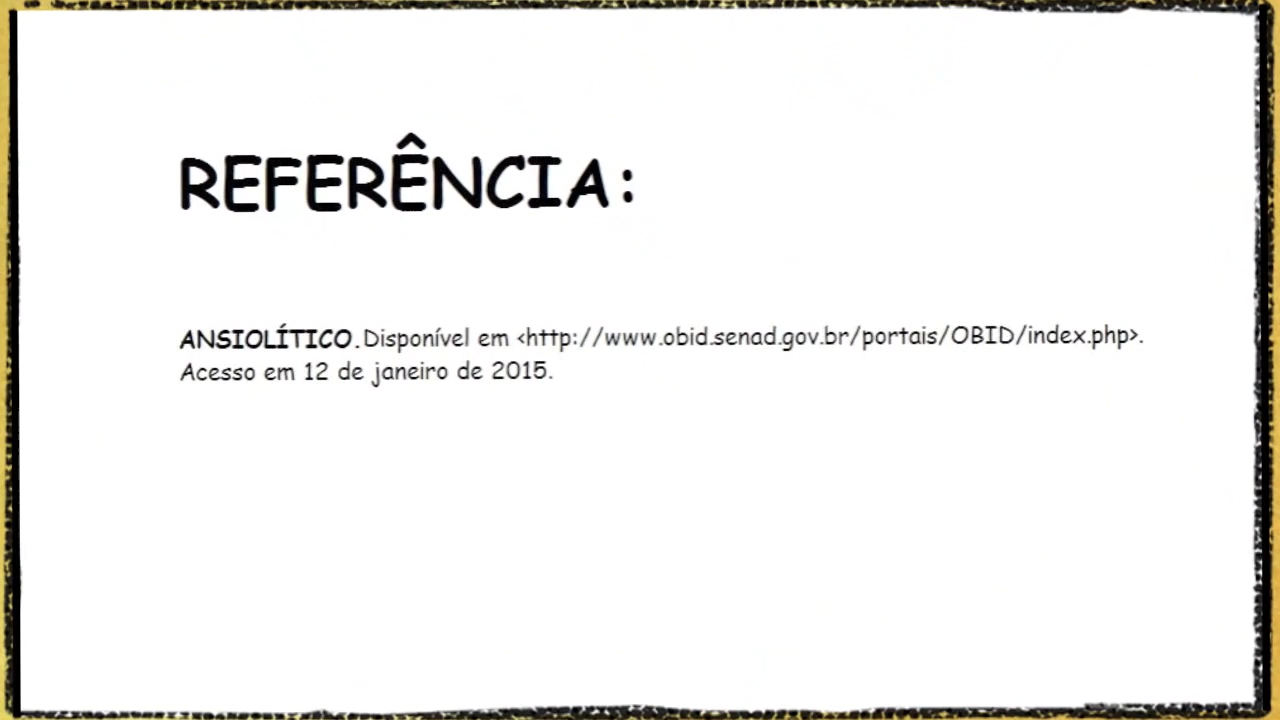 REFERÊNCIA:
ANSIOLÍTICO. Disponível em <http://www.obid.senad.gov.br/portais/OBID/index.php>.
Acesso em 12 de janeiro de 2015.